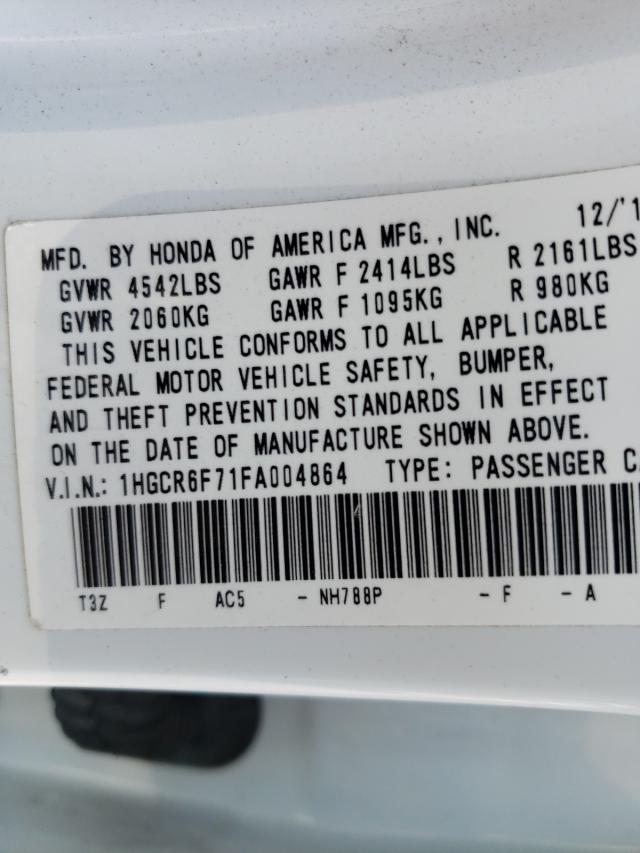 MFD. BY HONDA OF AMERICA MFG., INC. 12/'1
GVWR 4542LBS GAWR F 2414LBS R 2161LBS
GVWR 2060KG GAWR F 1095KG R 980KG
THIS VEHICLE CONFORMS TO ALL APPLICABLE
FEDERAL MOTOR VEHICLE SAFETY, BUMPER,
AND THEFT PREVENTION STANDARDS IN EFFECT
ON THE DATE OF MANUFACTURE SHOWN ABOVE.
V.I.N.: 1HGCR6F71FA004864 TYPE: PASSENGER C
T3Z F AC5 - NH788P - F - A